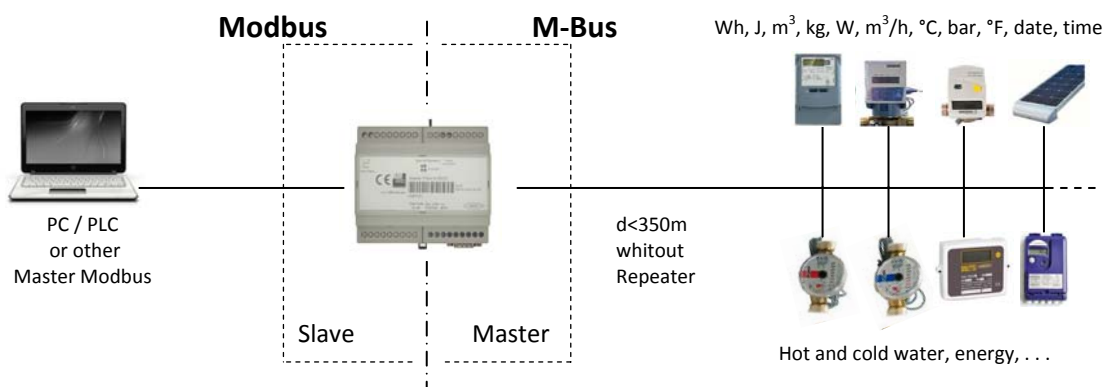 Modbus
M-Bus
Wh, J, m³, kg, W, m³/h, °C, bar, °F, date, time
PC / PLC
or other
Master Modbus
d<350m
whitout
Repeater
Slave
Master
Hot and cold water, energy, . . .